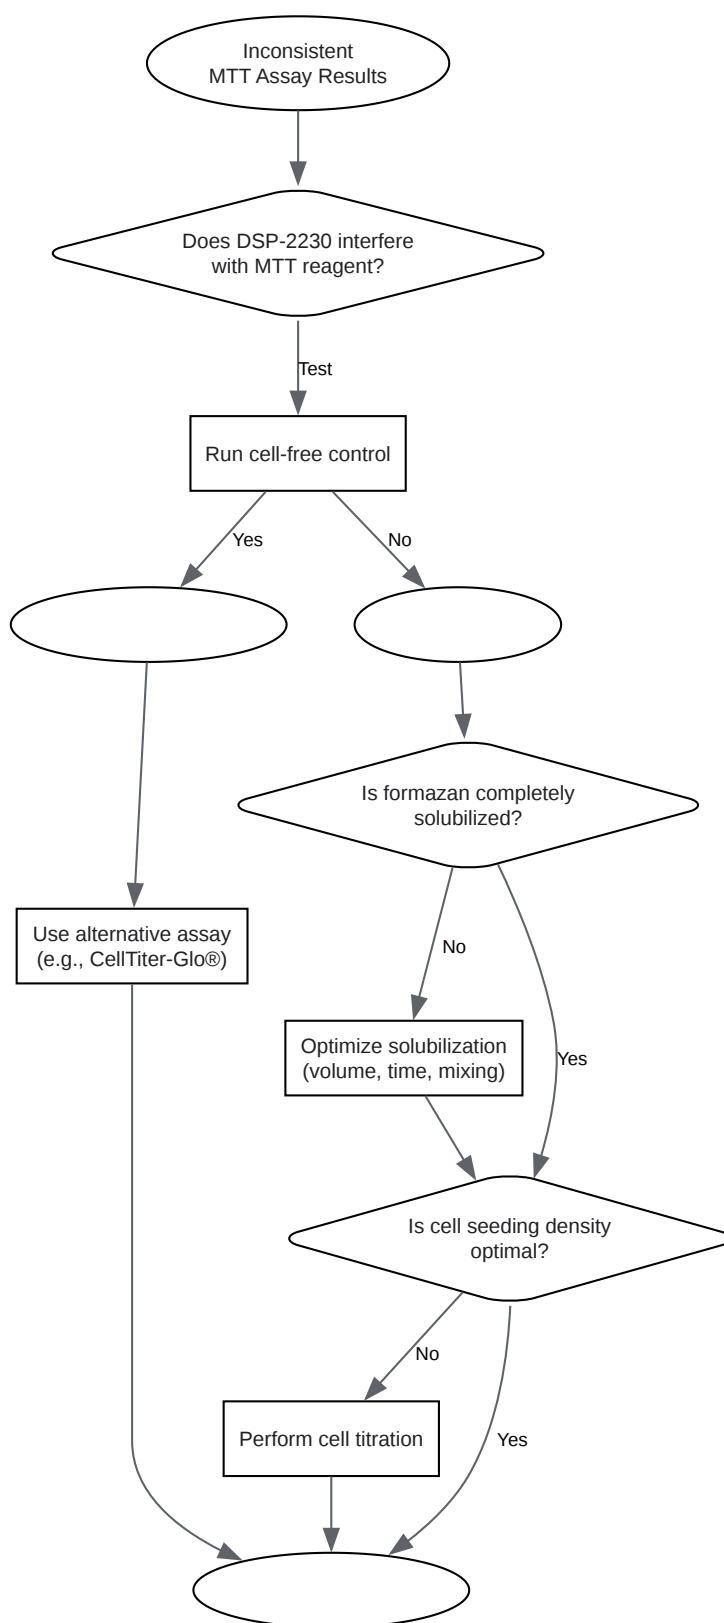 Inconsistent
MTT Assay Results
Does DSP-2230 interfere
with MTT reagent?
Test
Run cell-free control
Yes
No
Is formazan completely
solubilized?
Use alternative assay
(e.g., CellTiter-Glo®)
No
Optimize solubilization
(volume, time, mixing)
Yes
Is cell seeding density
optimal?
No
Perform cell titration
Yes